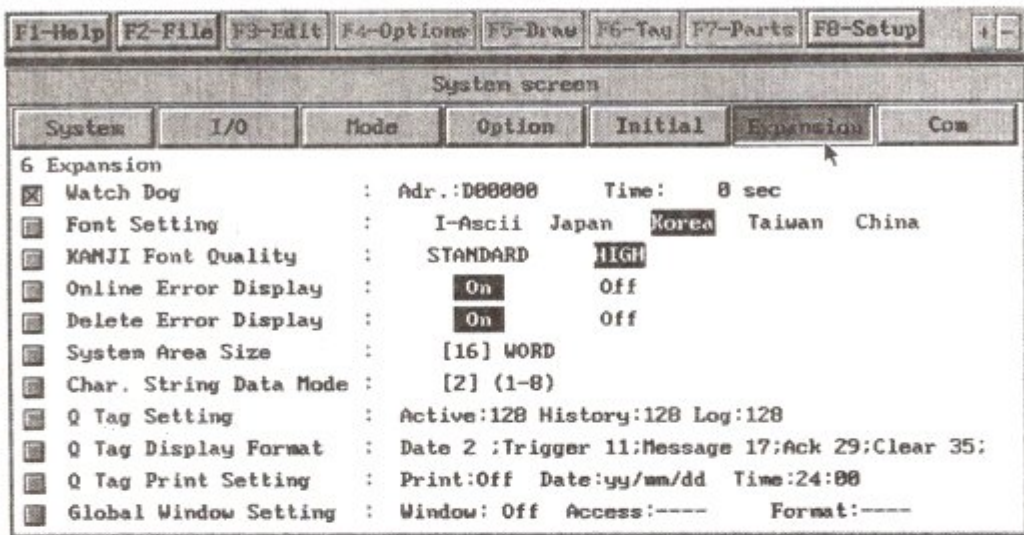 F1-Help F2-File F3-Edit F4-Options F5-Draw F6-Tag F7-Parts F8-Setup + -
System screen
System I/O Mode Option Initial Expansion Com
6 Expansion
Watch Dog : Adr.:D00000 Time: 0 sec
Font Setting : I-Ascii Japan Korea Taiwan China
KANJI Font Quality : STANDARD HIGH
Online Error Display : On Off
Delete Error Display : On Off
System Area Size : [16] WORD
Char. String Data Mode : [2] (1-8)
Q Tag Setting : Active:128 History:128 Log:128
Q Tag Display Format : Date 2 ;Trigger 11;Message 17;Ack 29;Clear 35;
Q Tag Print Setting : Print:Off Date:yy/mm/dd Time:24:00
Global Window Setting : Window: Off Access:---- Format:----